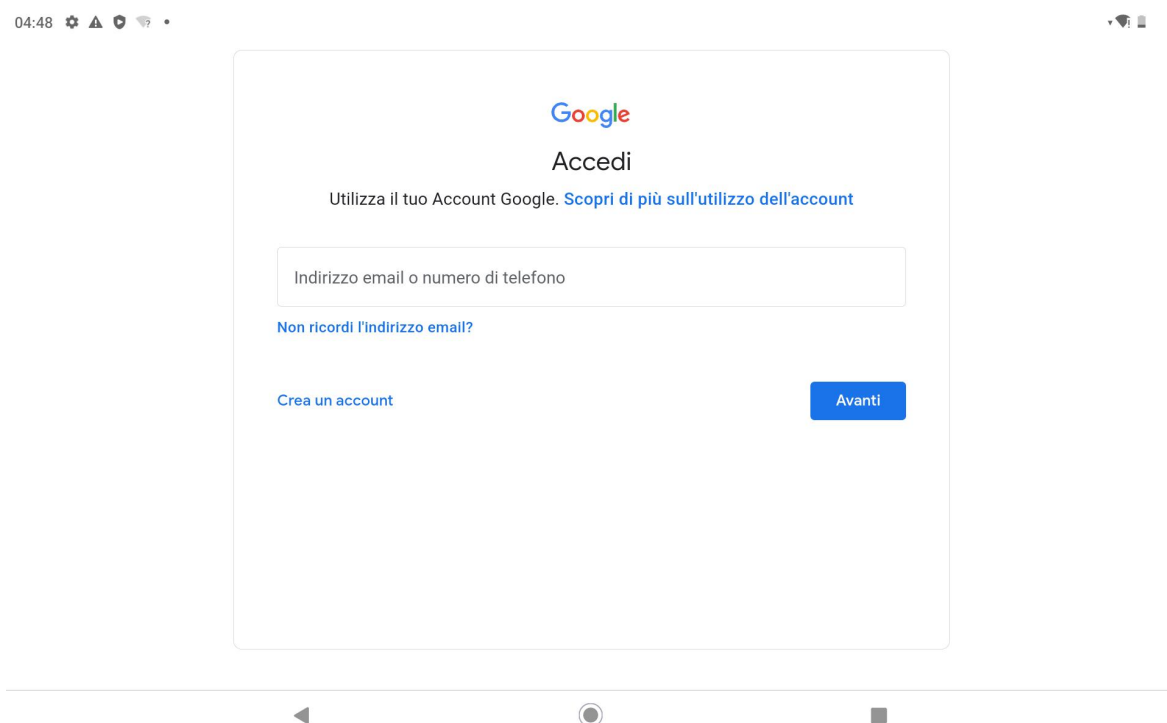 04:48
Google
Accedi
Utilizza il tuo Account Google. Scopri di più sull'utilizzo dell'account
Indirizzo email o numero di telefono
Non ricordi l'indirizzo email?
Crea un account
Avanti